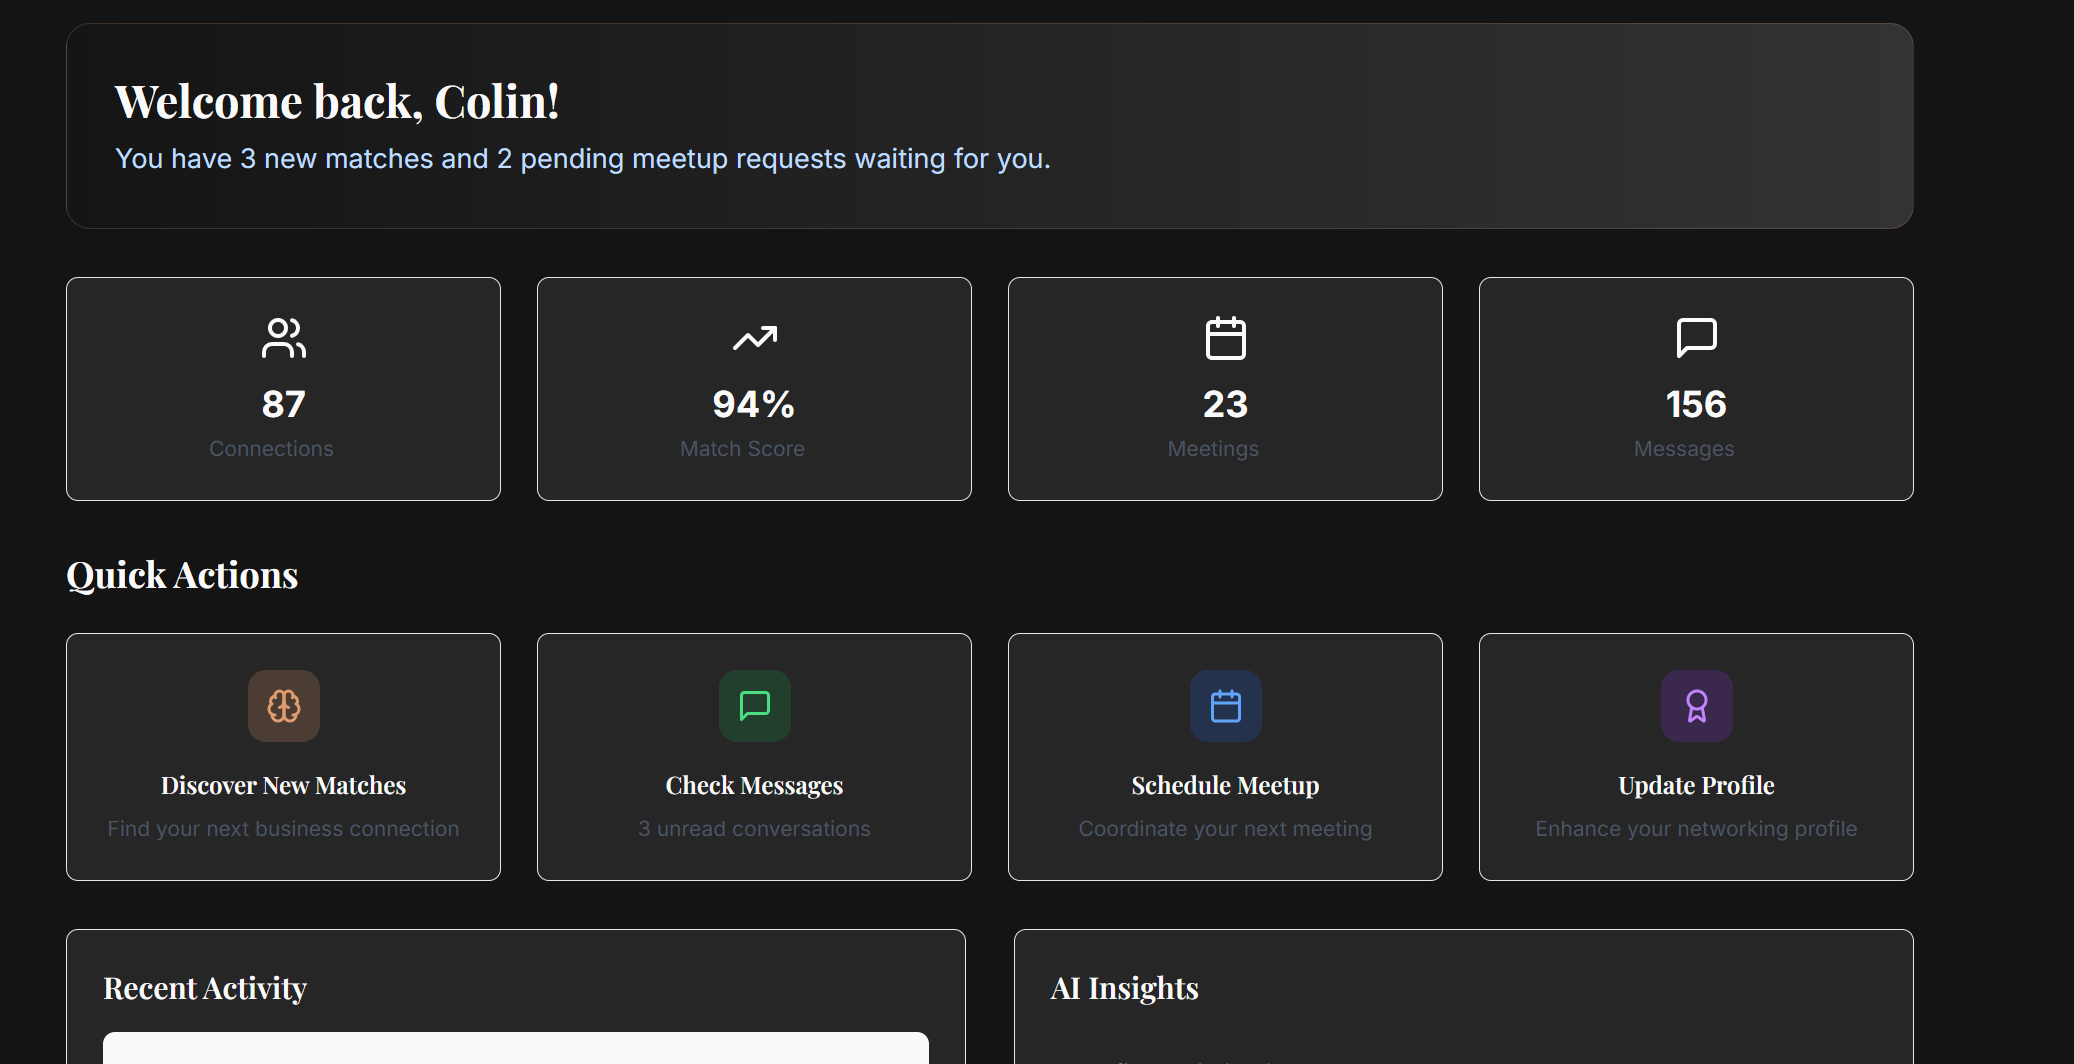 Welcome back, Colin!
You have 3 new matches and 2 pending meetup requests waiting for you.
87
Connections
94%
Match Score
23
Meetings
156
Messages
Quick Actions
Discover New Matches
Find your next business connection
Check Messages
3 unread conversations
Schedule Meetup
Coordinate your next meeting
Update Profile
Enhance your networking profile
Recent Activity
AI Insights